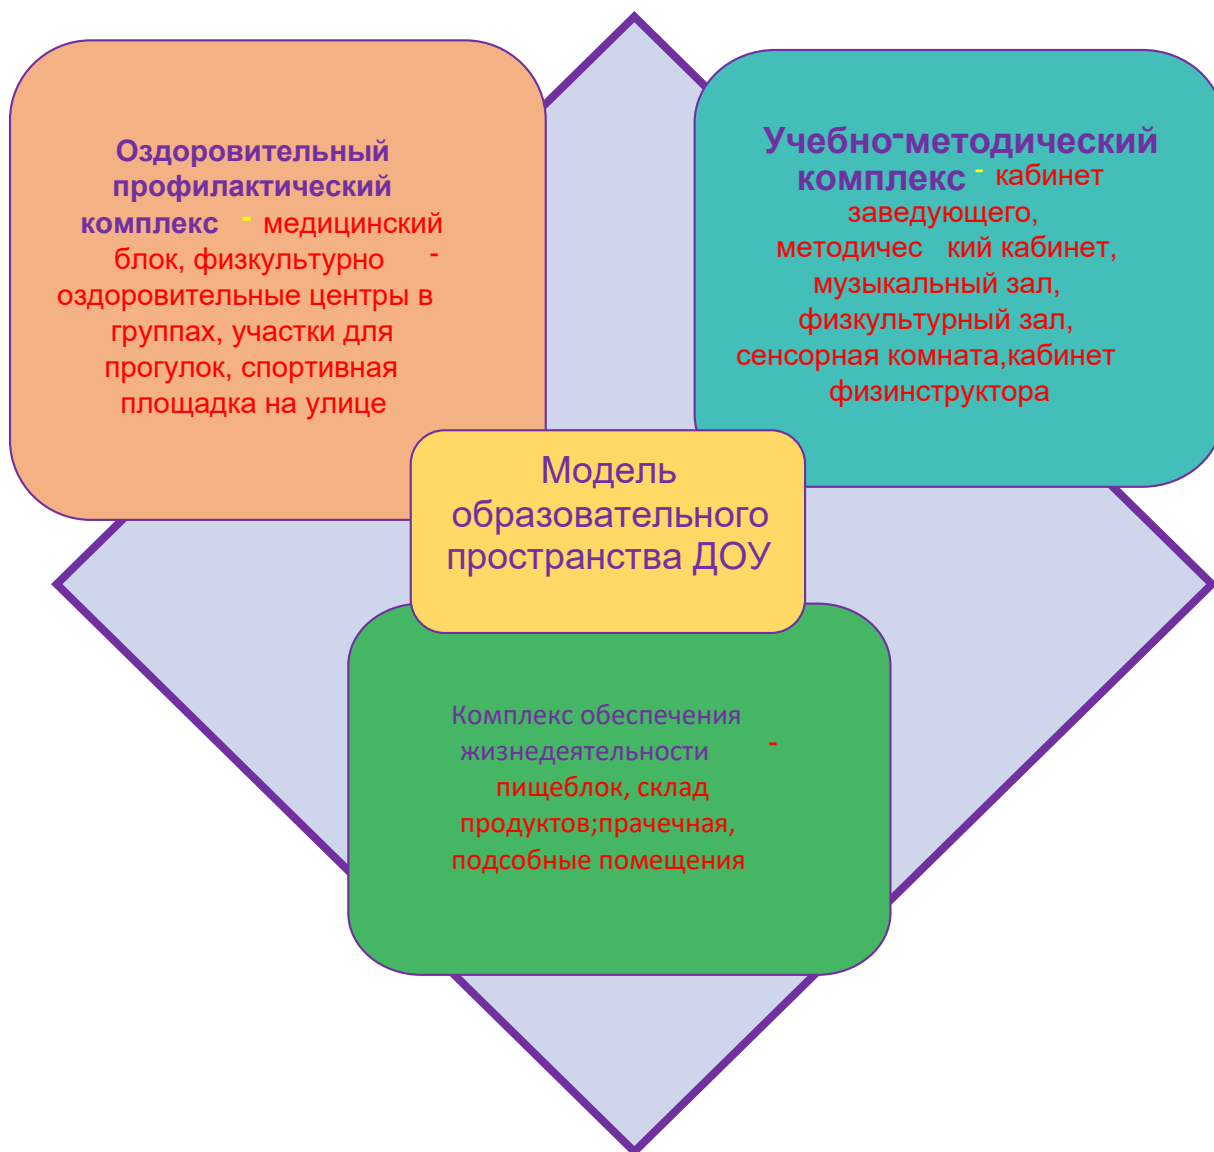 Оздоровительный
профилактический
комплекс - медицинский
блок, физкультурно -
оздоровительные центры в
группах, участки для
прогулок, спортивная
площадка на улице
Учебно-методический
комплекс - кабинет
заведующего,
методичес кий кабинет,
музыкальный зал,
физкультурный зал,
сенсорная комната,кабинет
физинструктора
Модель
образовательного
пространства ДОУ
Комплекс обеспечения
жизнедеятельности -
пищеблок, склад
продуктов;прачечная,
подсобные помещения